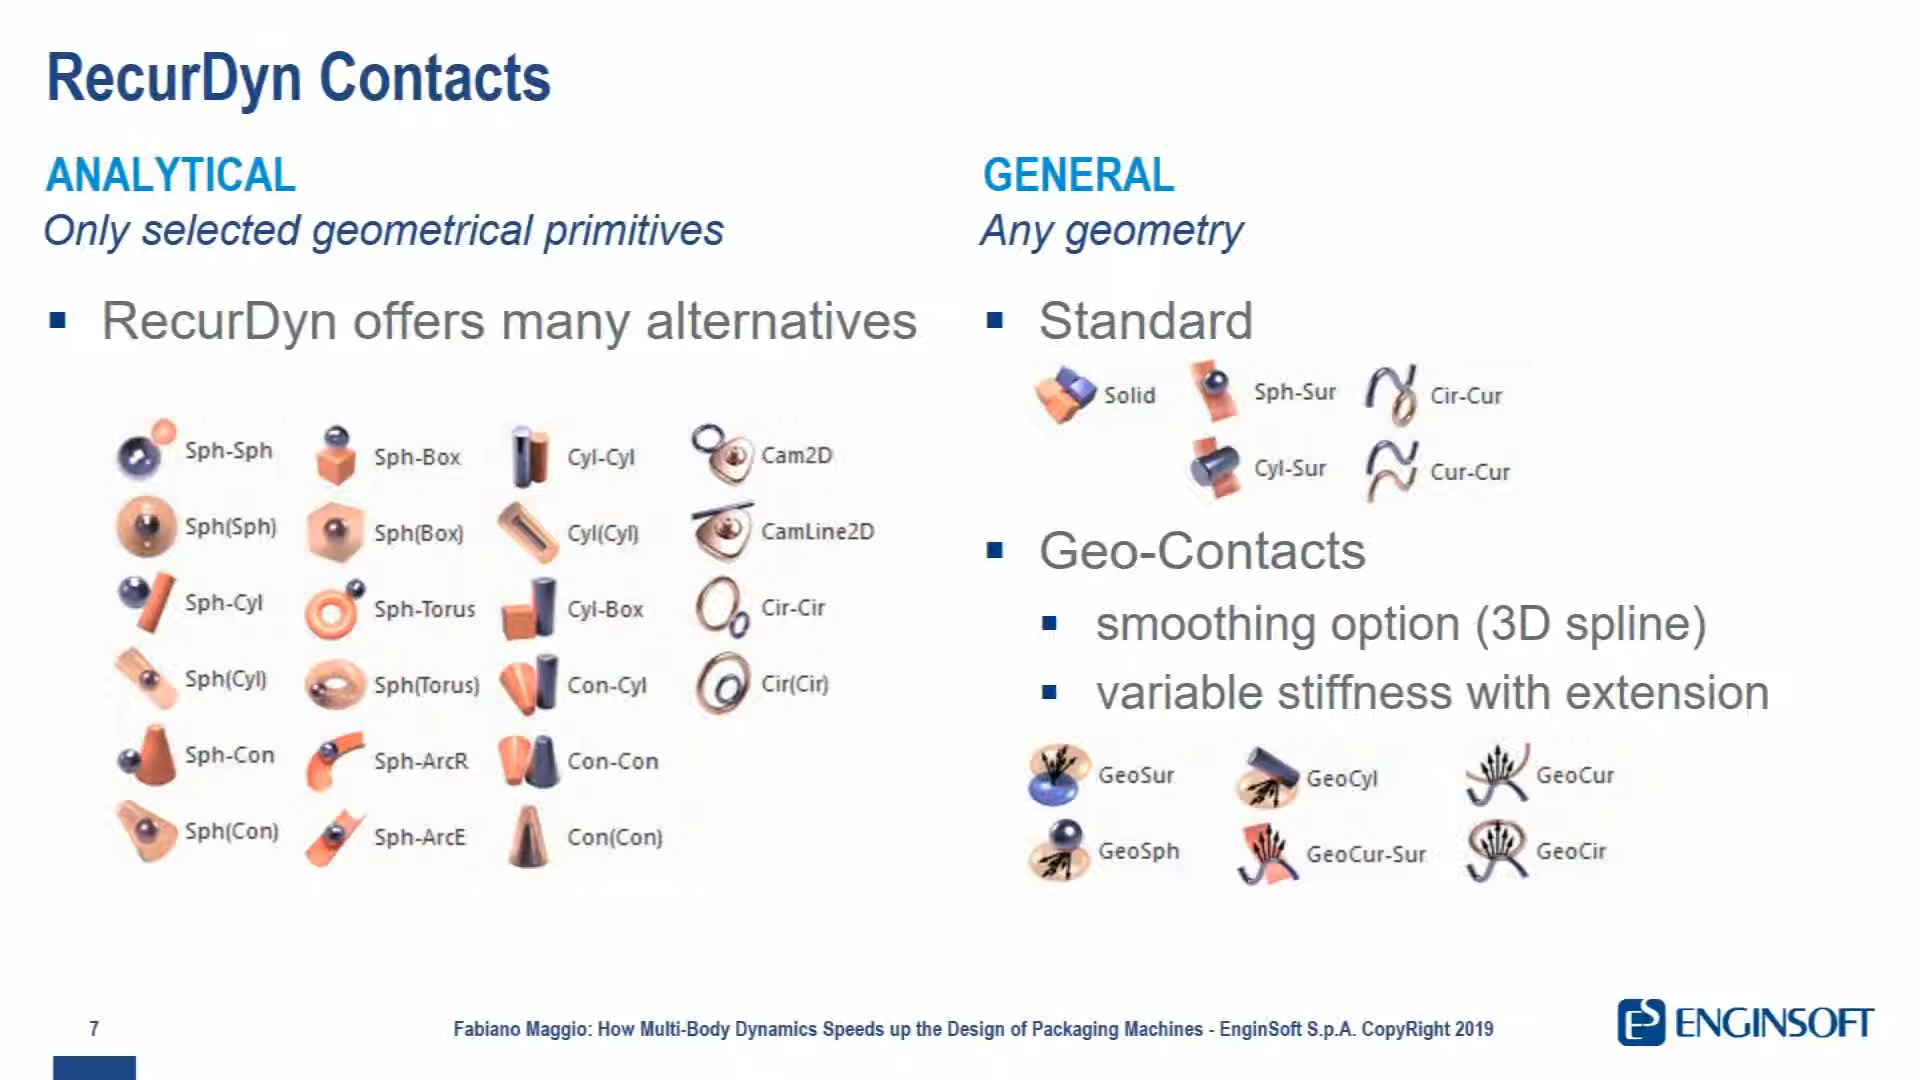 RecurDyn Contacts
ANALYTICAL
Only selected geometrical primitives
RecurDyn offers many alternatives
Sph-Sph
Sph-Box
Cyl-Cyl
Cam2D
Sph(Sph)
Sph(Box)
Cyl(Cyl)
CamLine2D
Sph-Cyl
Sph-Torus
Cyl-Box
Cir-Cir
Sph(Cyl)
Sph(Torus)
Con-Cyl
Cir(Cir)
Sph-Con
Sph-ArcR
Con-Con
Sph(Con)
Sph-ArcE
Con(Con)
GENERAL
Any geometry
Standard
Solid
Sph-Sur
Cir-Cur
Cyl-Sur
Cur-Cur
Geo-Contacts
smoothing option (3D spline)
variable stiffness with extension
GeoSur
GeoCyl
GeoCur
GeoSph
GeoCur-Sur
GeoCir
7
Fabiano Maggio: How Multi-Body Dynamics Speeds up the Design of Packaging Machines - EnginSoft S.p.A. CopyRight 2019
ES ENGINSOFT